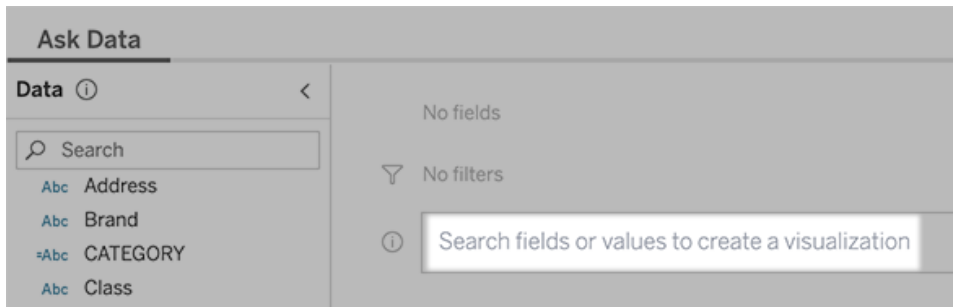 Ask Data
Data
Search
Abc Address
Abc Brand
=Abc CATEGORY
Abc Class
No fields
No filters
Search fields or values to create a visualization